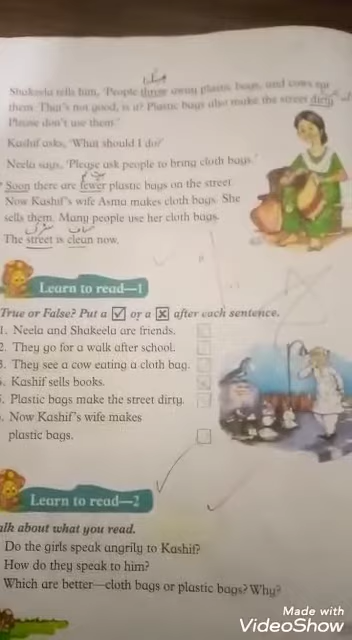 Shakeela tells him, 'People throw away plastic bags, and cows eat
them. That's not good, is it? Plastic bags also make the street dirty.
Please don't use them.'
Kashif asks, 'What should I do?'
Neela says, 'Please ask people to bring cloth bags.'
Soon there are fewer plastic bags on the street.
Now Kashif's wife Asma makes cloth bags. She
sells them. Many people use her cloth bags.
صاف
The street is clean now.
Learn to read—1
True or False? Put a ☑ or a ☒ after each sentence.
1. Neela and Shakeela are friends.
2. They go for a walk after school.
3. They see a cow eating a cloth bag.
. Kashif sells books.
. Plastic bags make the street dirty.
. Now Kashif's wife makes
plastic bags.
Learn to read—2
alk about what you read.
Do the girls speak angrily to Kashif?
How do they speak to him?
Which are better—cloth bags or plastic bags? Why?
Made with
VideoShow